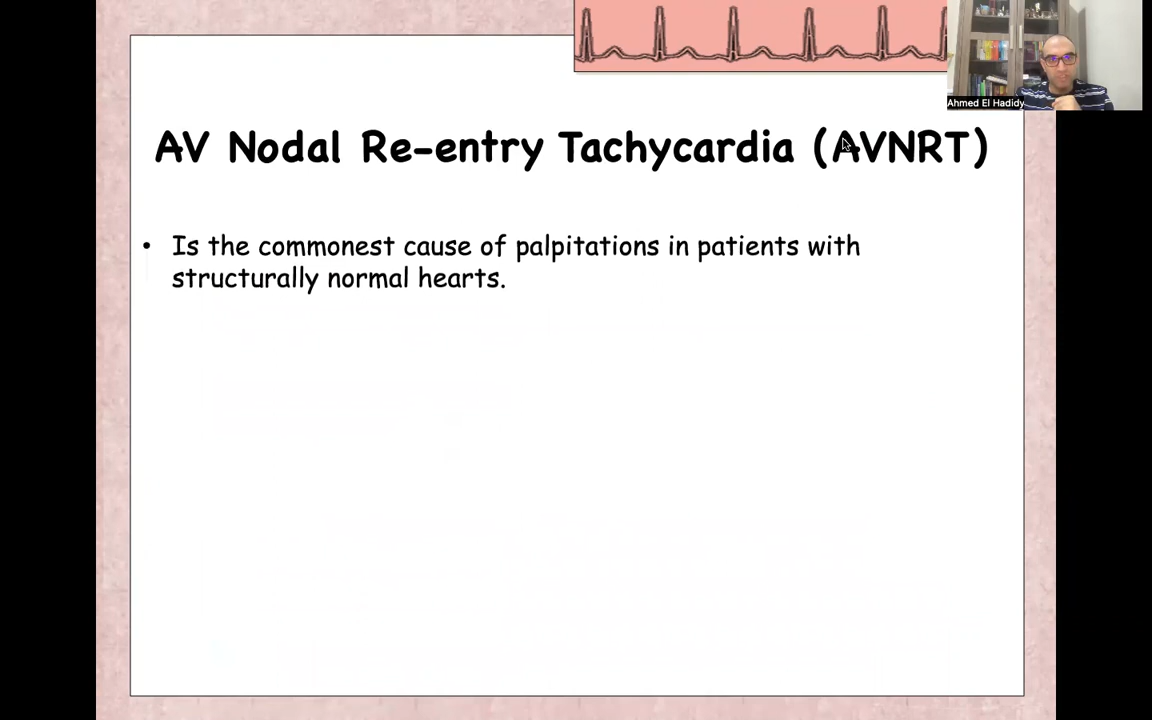 Ahmed El Hadidy
AV Nodal Re-entry Tachycardia (AVNRT)
• Is the commonest cause of palpitations in patients with
structurally normal hearts.